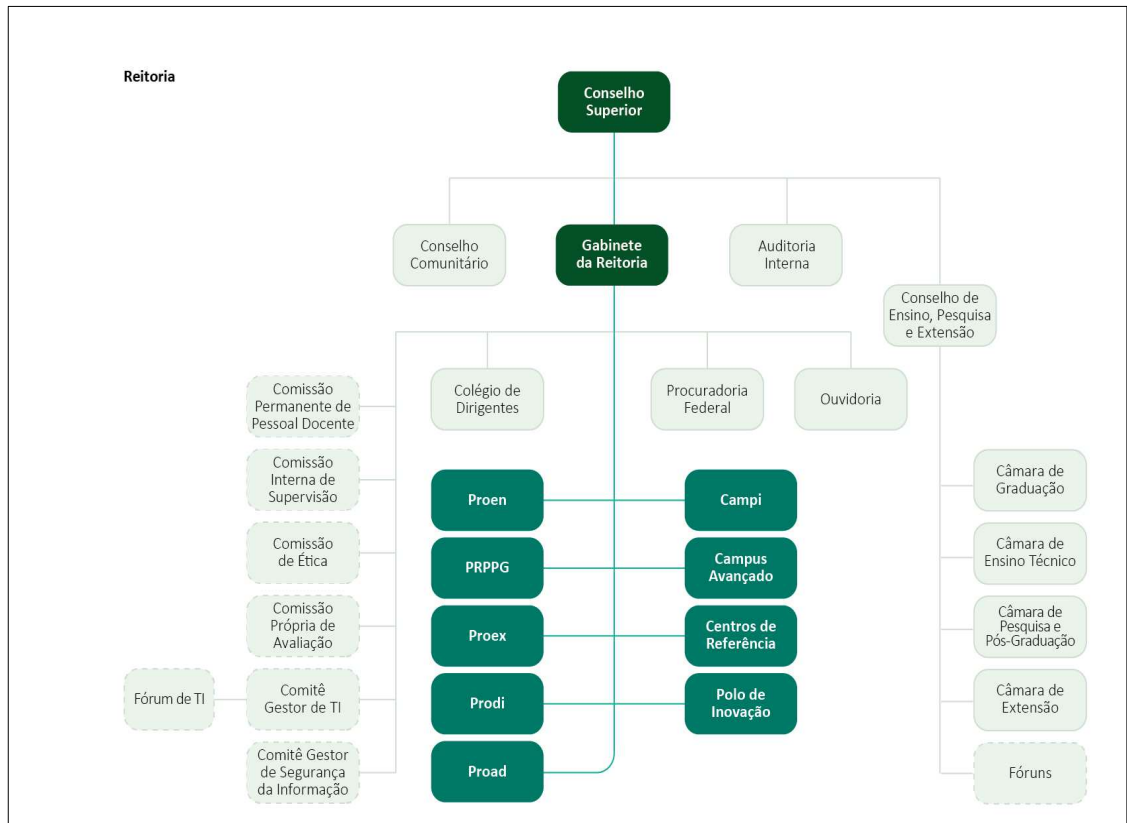 Reitoria
Conselho
Superior
Conselho
Comunitário
Gabinete
da Reitoria
Auditoria
Interna
Conselho de
Ensino, Pesquisa
e Extensão
Comissão
Permanente de
Pessoal Docente
Colégio de
Dirigentes
Procuradoria
Federal
Ouvidoria
Comissão
Interna de
Supervisão
Proen
Campi
Câmara de
Graduação
Comissão
de Ética
PRPPG
Campus
Avançado
Câmara de
Ensino Técnico
Comissão
Própria de
Avaliação
Proex
Centros de
Referência
Câmara de
Pesquisa e
Pós-Graduação
Fórum de TI
Comitê
Gestor de TI
Prodi
Polo de
Inovação
Câmara de
Extensão
Comitê Gestor
de Segurança
da Informação
Proad
Fóruns